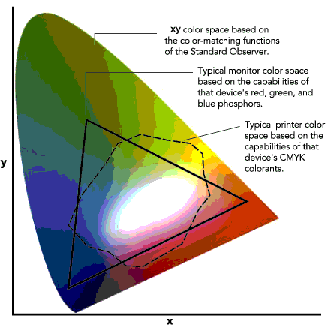 xy color space based on
the color-matching functions
of the Standard Observer.
Typical monitor color space
based on the capabilities of
that device's red, green, and
blue phosphors.
Typical printer color
space based on the
capabilities of that
device's CMYK
colorants.
y
x